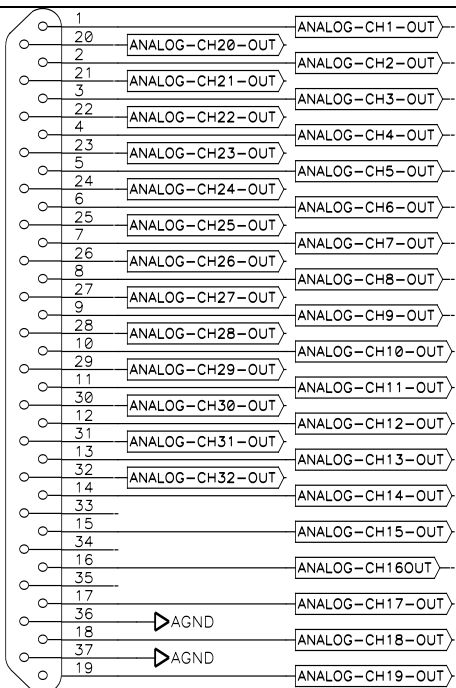 1 ANALOG-CH1-OUT
20 ANALOG-CH20-OUT
2 ANALOG-CH2-OUT
21 ANALOG-CH21-OUT
3 ANALOG-CH3-OUT
22 ANALOG-CH22-OUT
4 ANALOG-CH4-OUT
23 ANALOG-CH23-OUT
5 ANALOG-CH5-OUT
24 ANALOG-CH24-OUT
6 ANALOG-CH6-OUT
25 ANALOG-CH25-OUT
7 ANALOG-CH7-OUT
26 ANALOG-CH26-OUT
8 ANALOG-CH8-OUT
27 ANALOG-CH27-OUT
9 ANALOG-CH9-OUT
28 ANALOG-CH28-OUT
10 ANALOG-CH10-OUT
29 ANALOG-CH29-OUT
11 ANALOG-CH11-OUT
30 ANALOG-CH30-OUT
12 ANALOG-CH12-OUT
31 ANALOG-CH31-OUT
13 ANALOG-CH13-OUT
32 ANALOG-CH32-OUT
14 ANALOG-CH14-OUT
33
15 ANALOG-CH15-OUT
34
16 ANALOG-CH16OUT
35
17 ANALOG-CH17-OUT
36 AGND
18 ANALOG-CH18-OUT
37 AGND
19 ANALOG-CH19-OUT